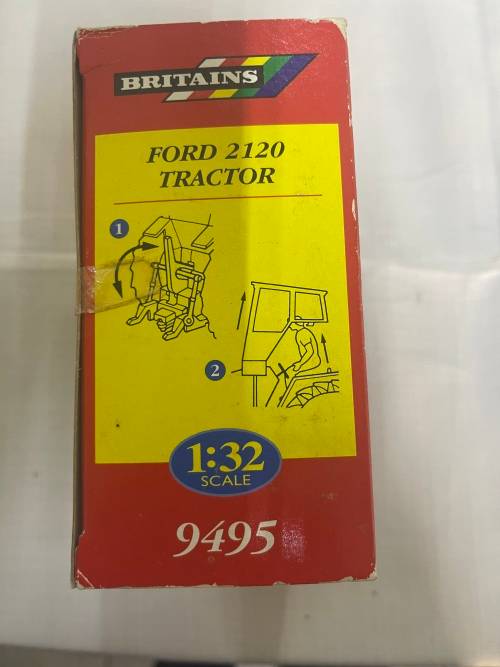 BRITAINS
FORD 2120
TRACTOR
1
2
1:32
SCALE
9495